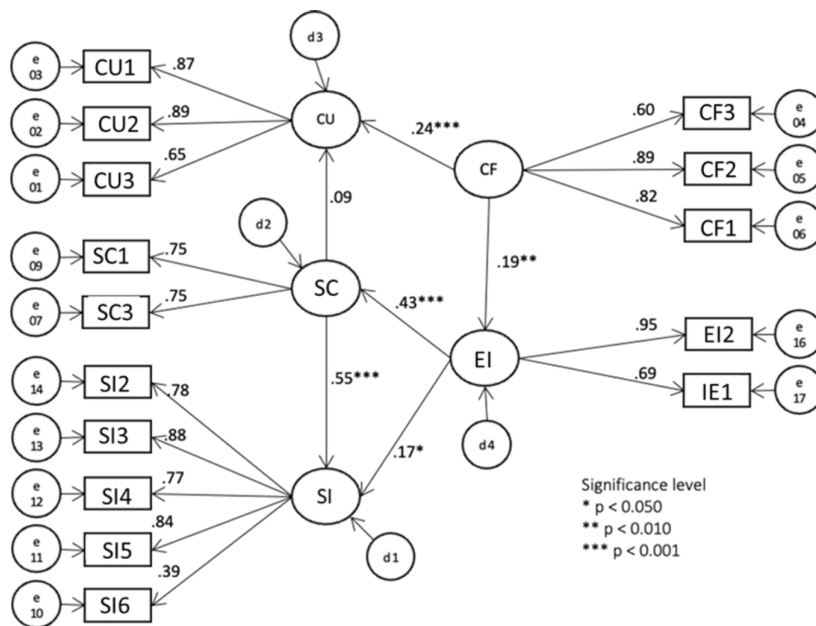 d3
e
03
CU1
.87
e
02
CU2
.89
CU
e
01
CU3
.65
.24***
CF
.60
CF3
e
04
.89
CF2
e
05
.82
CF1
e
06
.09
d2
e
09
SC1
.75
SC
e
07
SC3
.75
.19**
.43***
EI
.95
EI2
e
16
.69
IE1
e
17
d4
.55***
.17*
e
14
SI2
.78
e
13
SI3
.88
e
12
SI4
.77
SI
e
11
SI5
.84
e
10
SI6
.39
d1
Significance level
* p < 0.050
** p < 0.010
*** p < 0.001